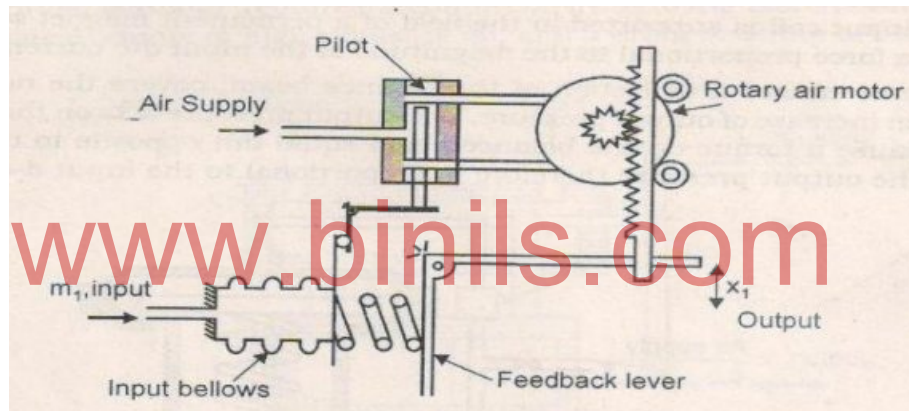 Pilot
Air Supply
Rotary air motor
www.binils.com
m₁,input
x₁
Output
Input bellows
Feedback lever